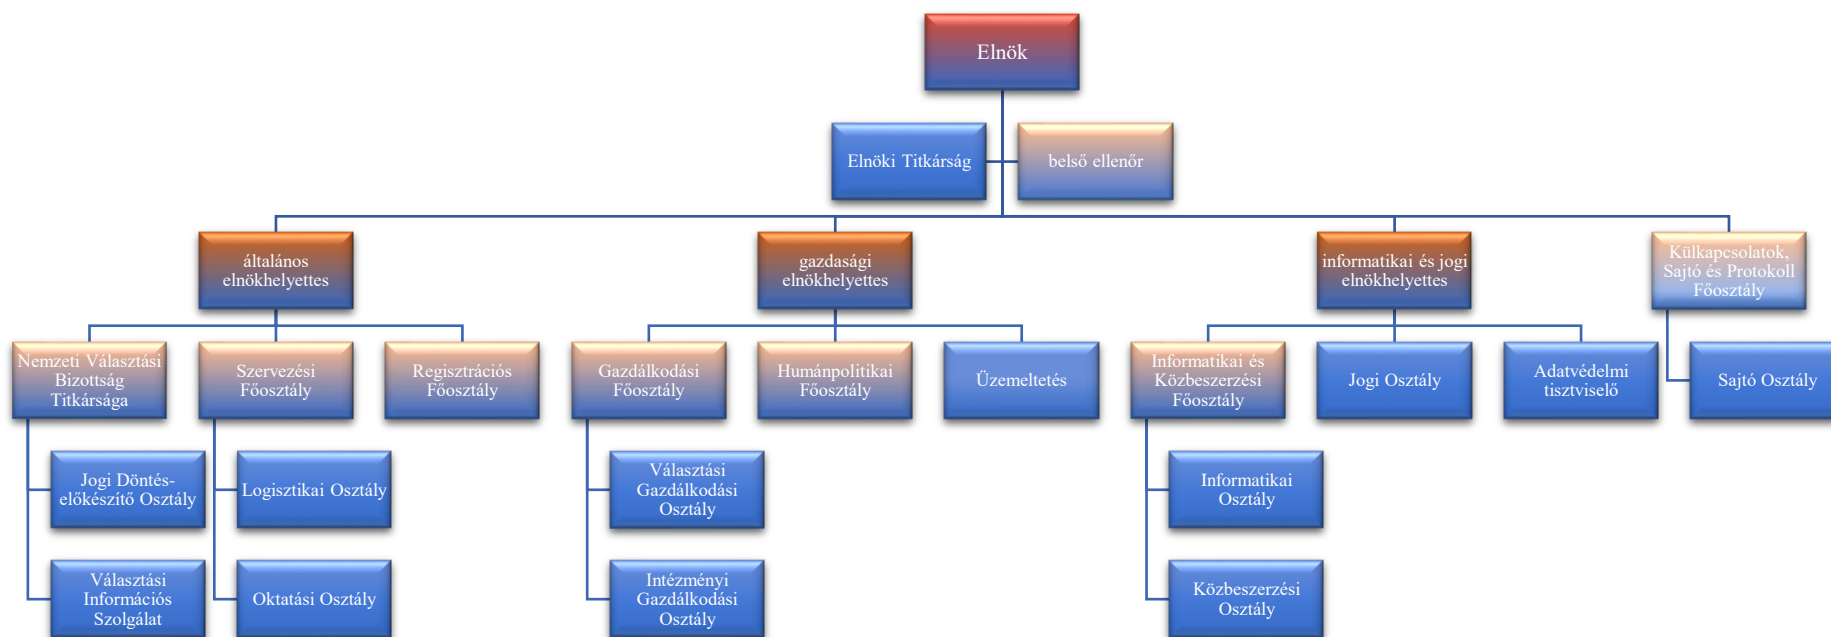 Elnök
Elnöki Titkárság
belső ellenőr
általános
elnökhelyettes
gazdasági
elnökhelyettes
informatikai és jogi
elnökhelyettes
Külkapcsolatok,
Sajtó és Protokoll
Főosztály
Nemzeti Választási
Bizottság
Titkársága
Szervezési
Főosztály
Regisztrációs
Főosztály
Gazdálkodási
Főosztály
Humánpolitikai
Főosztály
Üzemeltetés
Informatikai és
Közbeszerzési
Főosztály
Jogi Osztály
Adatvédelmi
tisztviselő
Sajtó Osztály
Jogi Döntés-
előkészítő Osztály
Logisztikai Osztály
Választási
Gazdálkodási
Osztály
Informatikai
Osztály
Választási
Információs
Szolgálat
Oktatási Osztály
Intézményi
Gazdálkodási
Osztály
Közbeszerzési
Osztály